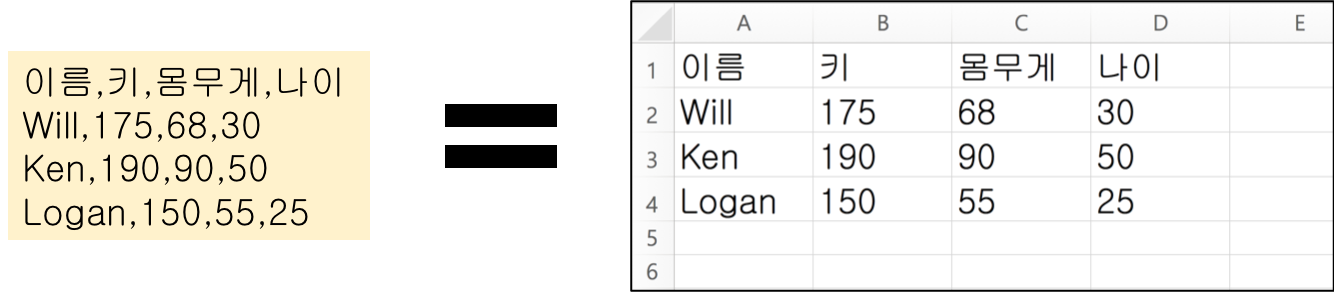 이름,키,몸무게,나이
Will,175,68,30
Ken,190,90,50
Logan,150,55,25
=
A B C D E
1 이름 키 몸무게 나이
2 Will 175 68 30
3 Ken 190 90 50
4 Logan 150 55 25
5
6